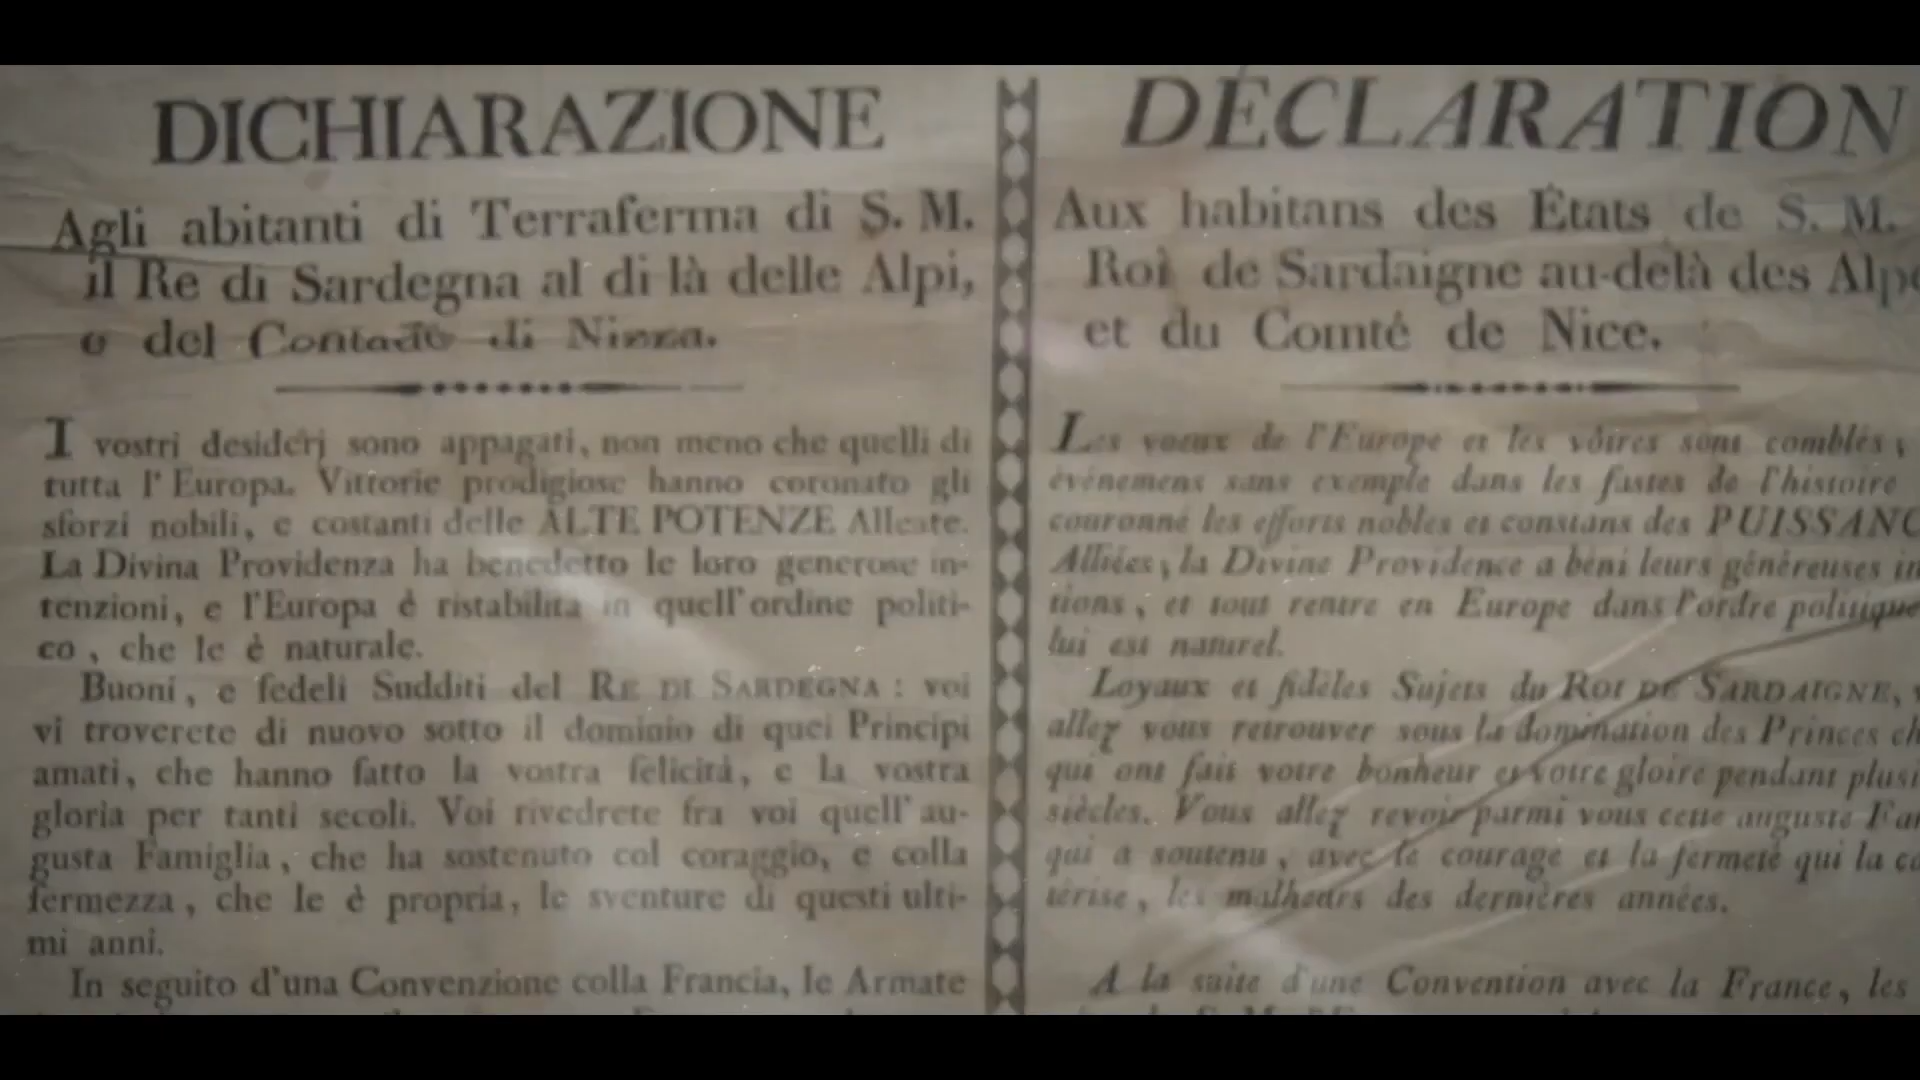 DICHIARAZIONE
Agli abitanti di Terraferma di S. M.
il Re di Sardegna al di là delle Alpi,
e del Contado di Nizza.
I vostri desiderj sono appagati, non meno che quelli di
tutta l'Europa. Vittorie prodigiose hanno coronato gli
sforzi nobili, e costanti delle ALTE POTENZE Alleate.
La Divina Providenza ha benedetto le loro generose in-
tenzioni, e l'Europa è ristabilita in quell'ordine politi-
co, che le è naturale.
Buoni, e fedeli Sudditi del RE DI SARDEGNA: voi
vi troverete di nuovo sotto il dominio di quei Principi
amati, che hanno fatto la vostra felicità, e la vostra
gloria per tanti secoli. Voi rivedrete fra voi quell'au-
gusta Famiglia, che ha sostenuto col coraggio, e colla
fermezza, che le è propria, le sventure di questi ulti-
mi anni.
In seguito d'una Convenzione colla Francia, le Armate
DÉCLARATION
Aux habitans des États de S. M.
Roi de Sardaigne au-delà des Alpe
et du Comté de Nice.
Les voeux de l'Europe et les vôtres sont comblés;
événemens sans exemple dans les fastes de l'histoire
couronné les efforts nobles et constans des PUISSANC
Alliées; la Divine Providence a béni leurs généreuses in
tions, et tout rentre en Europe dans l'ordre politique
lui est naturel.
Loyaux et fidèles Sujets du ROI DE SARDAIGNE,
allez vous retrouver sous la domination des Princes ch
qui ont fait votre bonheur et votre gloire pendant plusi
siècles. Vous allez revoir parmi vous cette auguste Fa
qui a soutenu, avec le courage et la fermeté qui la ca
térise, les malheurs des dernières années.
A la suite d'une Convention avec la France, les